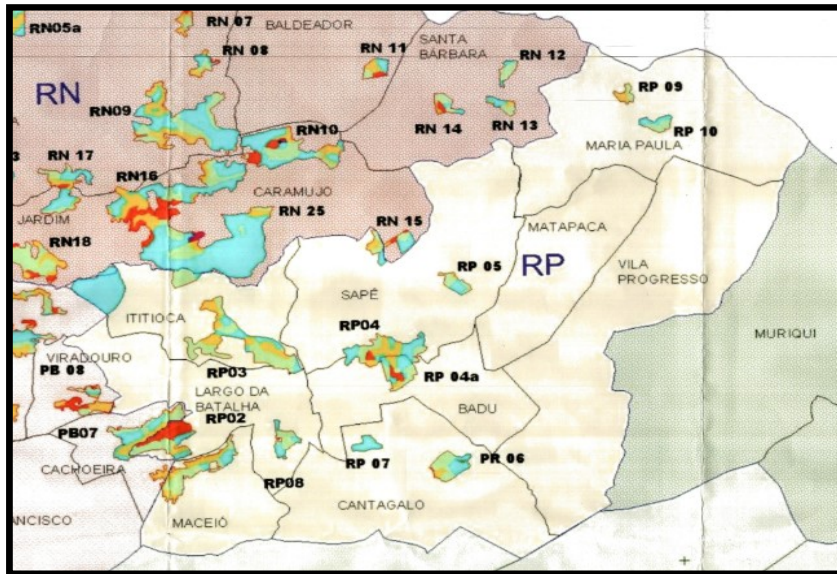 RN05a
RN 07
BALDEADOR
RN 08
RN 11
SANTA
BÁRBARA
RN 12
RN
RN09
RN 14
RN 13
RP 09
RP 10
MARIA PAULA
RN10
RN 17
RN16
CARAMUJO
JARDIM
RN 25
RN 15
MATAPACA
RN18
RP 05
RP
VILA
PROGRESSO
SAPÊ
ITITIOCA
RP04
MURIQUI
VIRADOURO
PB 08
RP03
LARGO DA
BATALHA
RP 04a
BADU
RP02
PB07
CACHOEIRA
RP 07
PR 06
RP08
CANTAGALO
ANCISCO
MACEIÓ